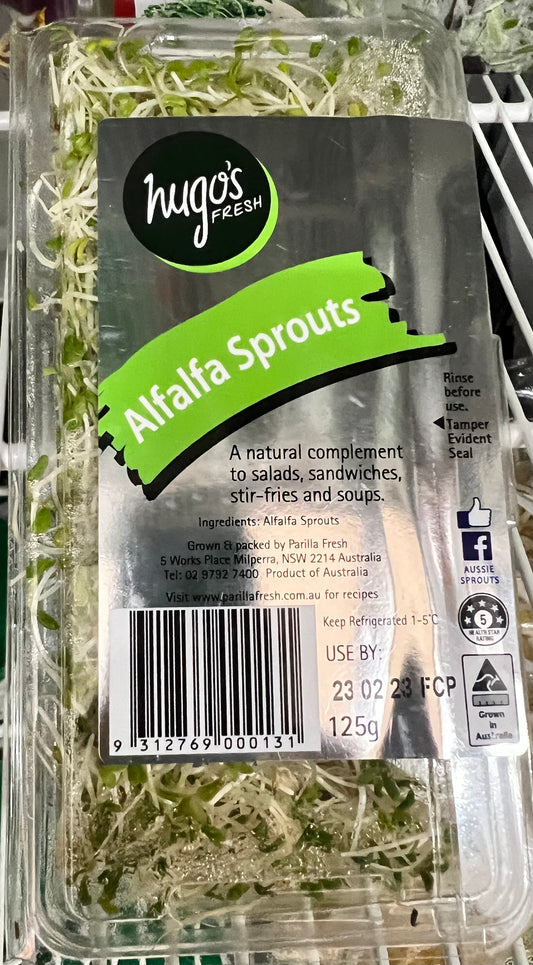 hugo's
FRESH
Alfalfa Sprouts
Rinse
before
use.
Tamper
Evident
Seal
A natural complement
to salads, sandwiches,
stir-fries and soups.
Ingredients: Alfalfa Sprouts
Grown & packed by Parilla Fresh
5 Works Place Milperra, NSW 2214 Australia
Tel: 02 9792 7400 Product of Australia
Visit www.parillafresh.com.au for recipes
f
AUSSIE
SPROUTS
5
HEALTH STAR
RATING
Keep Refrigerated 1-5°C
USE BY:
23 02 23 FCP
125g
9 312769 000131
Grown
in
Australia